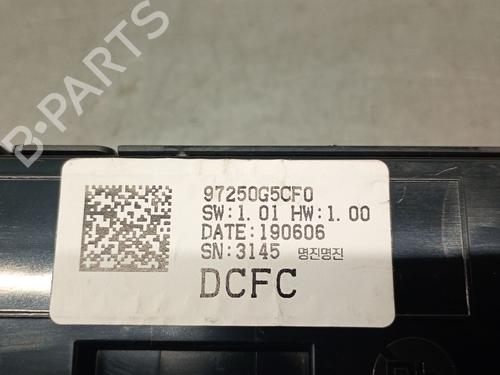 B-PARTS
97250G5CF0
SW:1.01 HW:1.00
DATE:190606
SN:3145 명진명진
DCFC